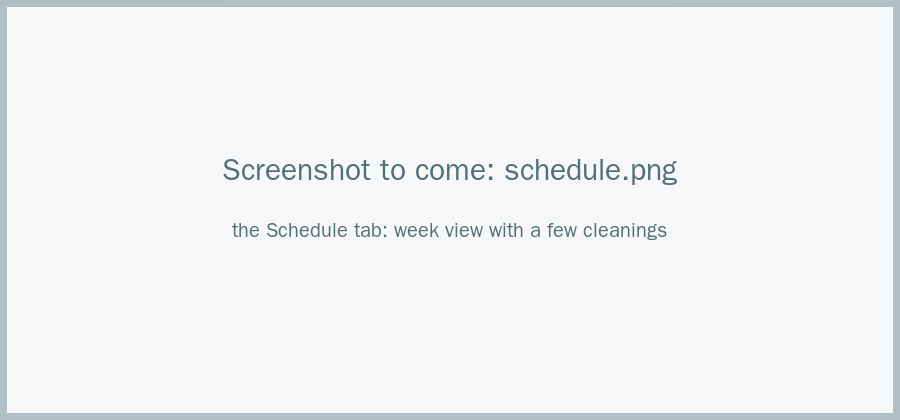 Screenshot to come: schedule.png
the Schedule tab: week view with a few cleanings